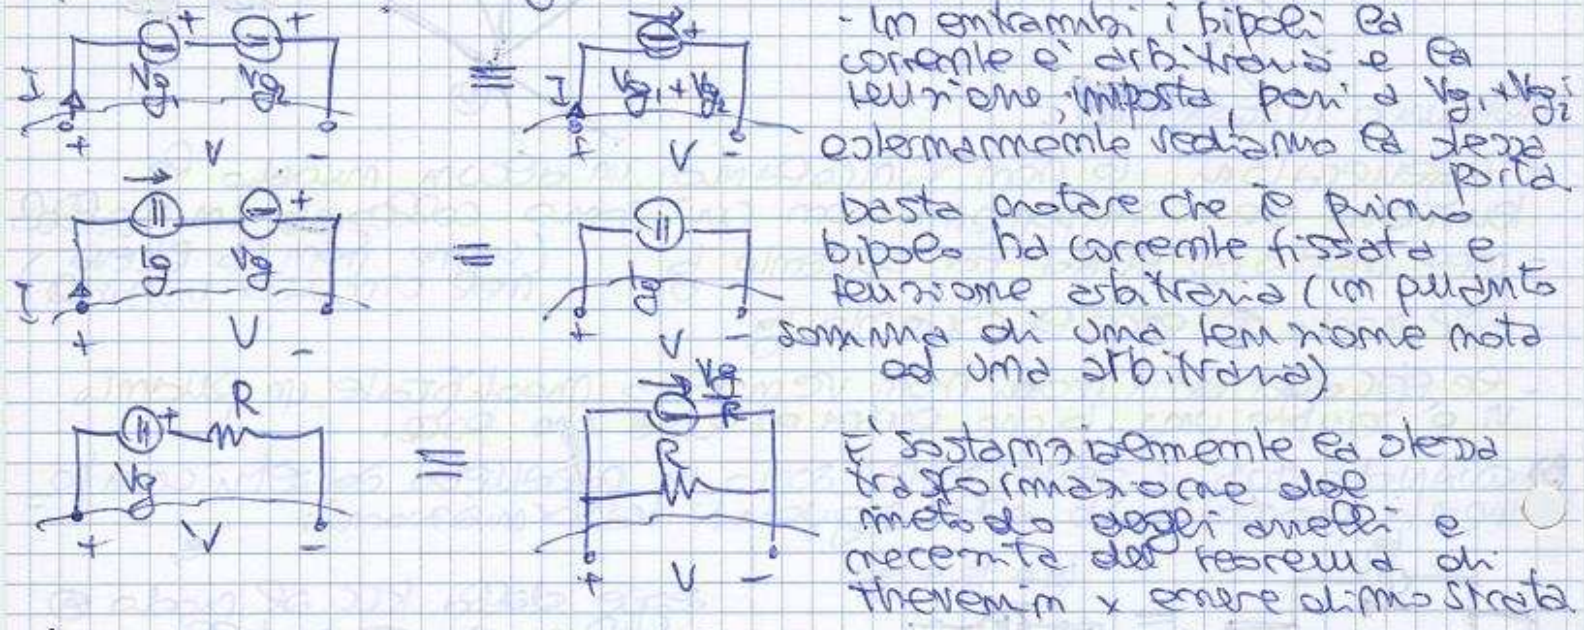 - In entrambi i bipoli la
corrente è arbitraria e la
tensione, imposta, pari a Vg1 + Vg2;
esternamente vediamo la stessa
porta
+ +
Vg1 Vg2 ≡ Vg1 + Vg2
I I
+ V - + V -
basta notare che il primo
bipolo ha corrente fissata e
tensione arbitraria (in quanto
somma di una tensione nota
ed una arbitraria)
+
Ig Vg ≡ Ig
I
+ V - + V -
E' sostanzialmente la stessa
trasformazione del
metodo degli anelli e
necessita del teorema di
thevenin x essere dimostrata
+ R Vg/R
Vg ≡ R
+ V - + V -